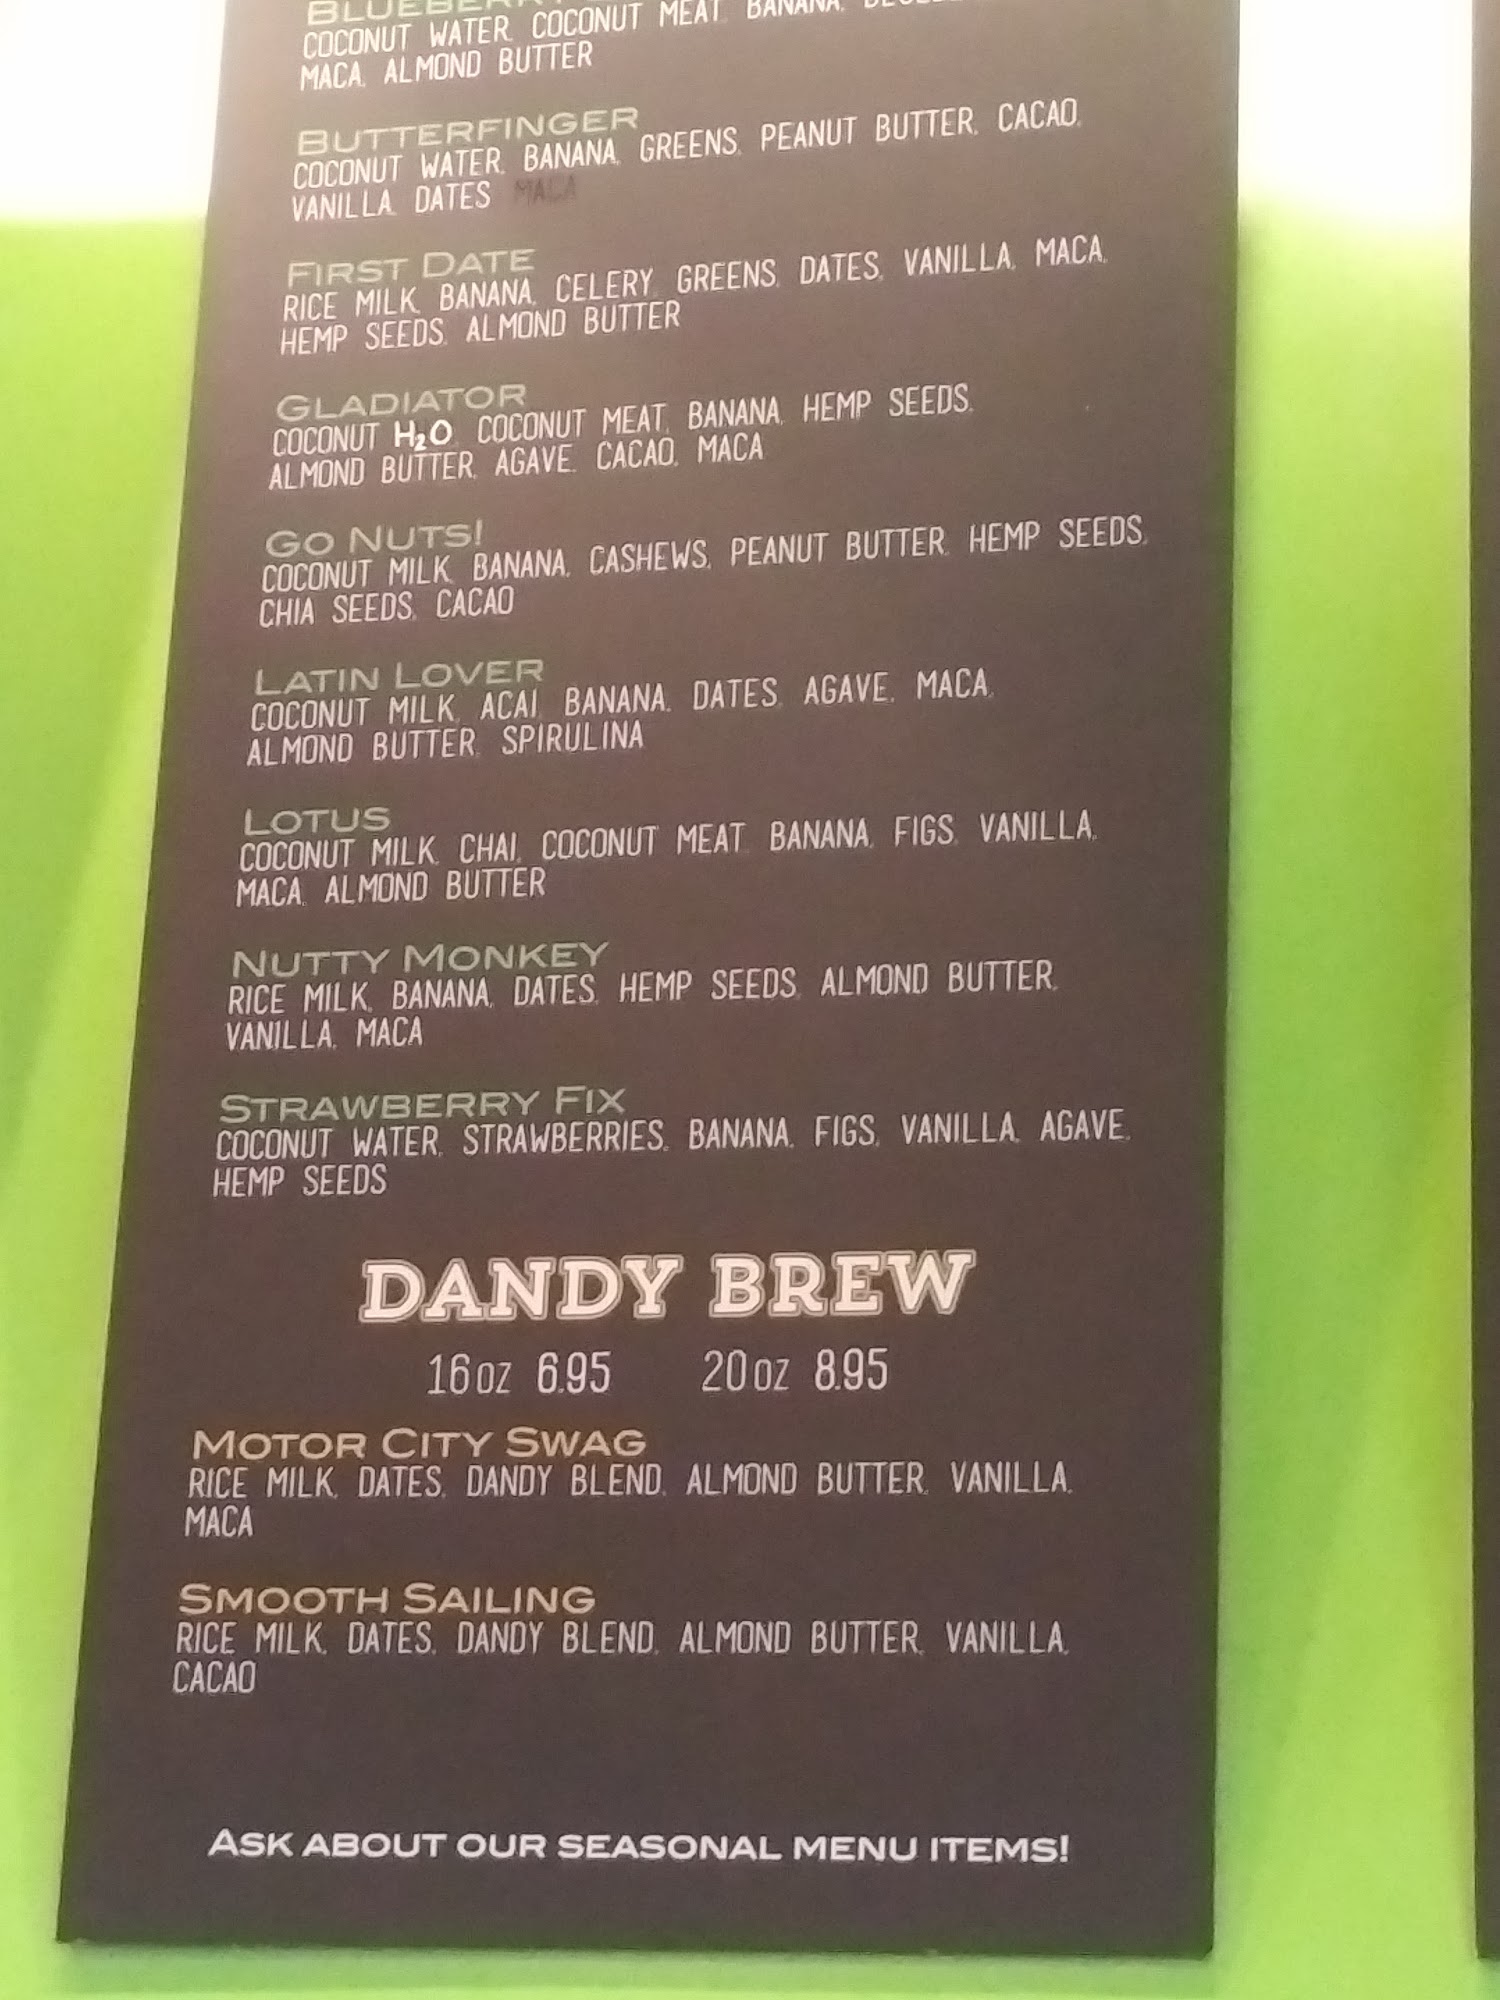 COCONUT WATER, COCONUT MEAT, BANANA,
MACA, ALMOND BUTTER
BUTTERFINGER
COCONUT WATER, BANANA, GREENS, PEANUT BUTTER, CACAO,
VANILLA, DATES MACA
FIRST DATE
RICE MILK, BANANA, CELERY, GREENS, DATES, VANILLA, MACA,
HEMP SEEDS, ALMOND BUTTER
GLADIATOR
COCONUT H₂O, COCONUT MEAT, BANANA, HEMP SEEDS,
ALMOND BUTTER, AGAVE, CACAO, MACA
GO NUTS!
COCONUT MILK, BANANA, CASHEWS, PEANUT BUTTER, HEMP SEEDS,
CHIA SEEDS, CACAO
LATIN LOVER
COCONUT MILK, ACAI, BANANA, DATES, AGAVE, MACA,
ALMOND BUTTER, SPIRULINA
LOTUS
COCONUT MILK, CHAI, COCONUT MEAT, BANANA, FIGS, VANILLA,
MACA, ALMOND BUTTER
NUTTY MONKEY
RICE MILK, BANANA, DATES, HEMP SEEDS, ALMOND BUTTER,
VANILLA, MACA
STRAWBERRY FIX
COCONUT WATER, STRAWBERRIES, BANANA, FIGS, VANILLA, AGAVE,
HEMP SEEDS
DANDY BREW
16 OZ 6.95 20 OZ 8.95
MOTOR CITY SWAG
RICE MILK, DATES, DANDY BLEND, ALMOND BUTTER, VANILLA,
MACA
SMOOTH SAILING
RICE MILK, DATES, DANDY BLEND, ALMOND BUTTER, VANILLA,
CACAO
ASK ABOUT OUR SEASONAL MENU ITEMS!